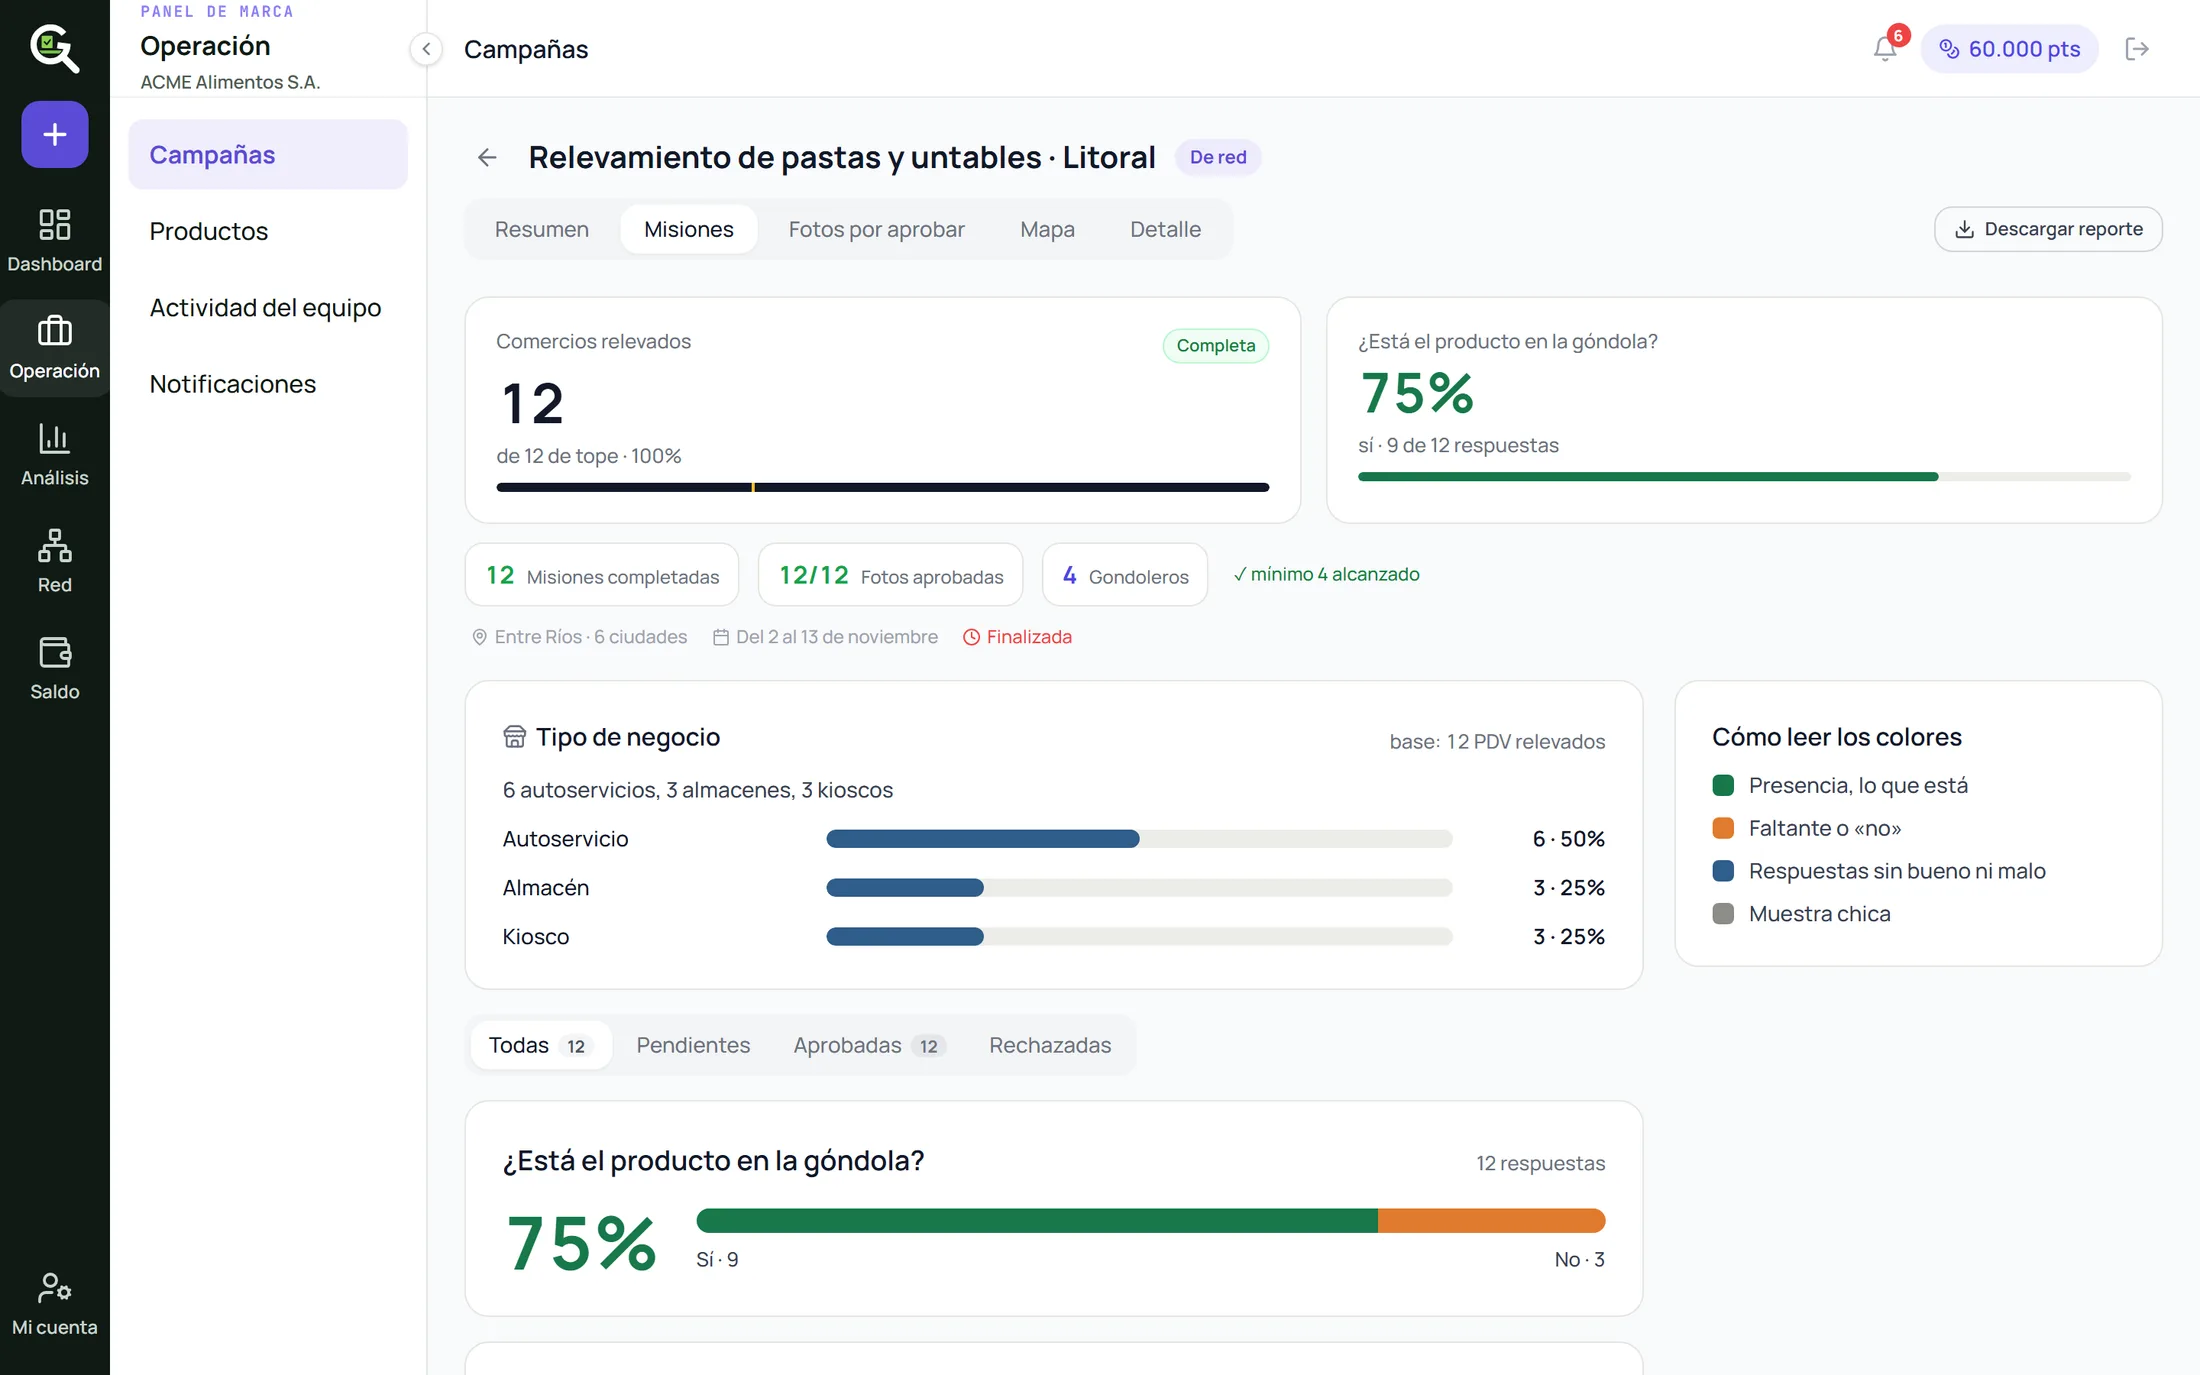 PANEL DE MARCA
Operación
ACME Alimentos S.A.
Campañas
6
60.000 pts
Dashboard
Operación
Análisis
Red
Saldo
Mi cuenta
Campañas
Productos
Actividad del equipo
Notificaciones
Relevamiento de pastas y untables · Litoral
De red
Resumen
Misiones
Fotos por aprobar
Mapa
Detalle
Descargar reporte
Comercios relevados
Completa
12
de 12 de tope · 100%
¿Está el producto en la góndola?
75%
sí · 9 de 12 respuestas
12 Misiones completadas
12/12 Fotos aprobadas
4 Gondoleros
✓ mínimo 4 alcanzado
Entre Ríos · 6 ciudades
Del 2 al 13 de noviembre
Finalizada
Tipo de negocio
base: 12 PDV relevados
6 autoservicios, 3 almacenes, 3 kioscos
Autoservicio
6 · 50%
Almacén
3 · 25%
Kiosco
3 · 25%
Cómo leer los colores
Presencia, lo que está
Faltante o «no»
Respuestas sin bueno ni malo
Muestra chica
Todas 12
Pendientes
Aprobadas 12
Rechazadas
¿Está el producto en la góndola?
12 respuestas
75%
Sí · 9
No · 3